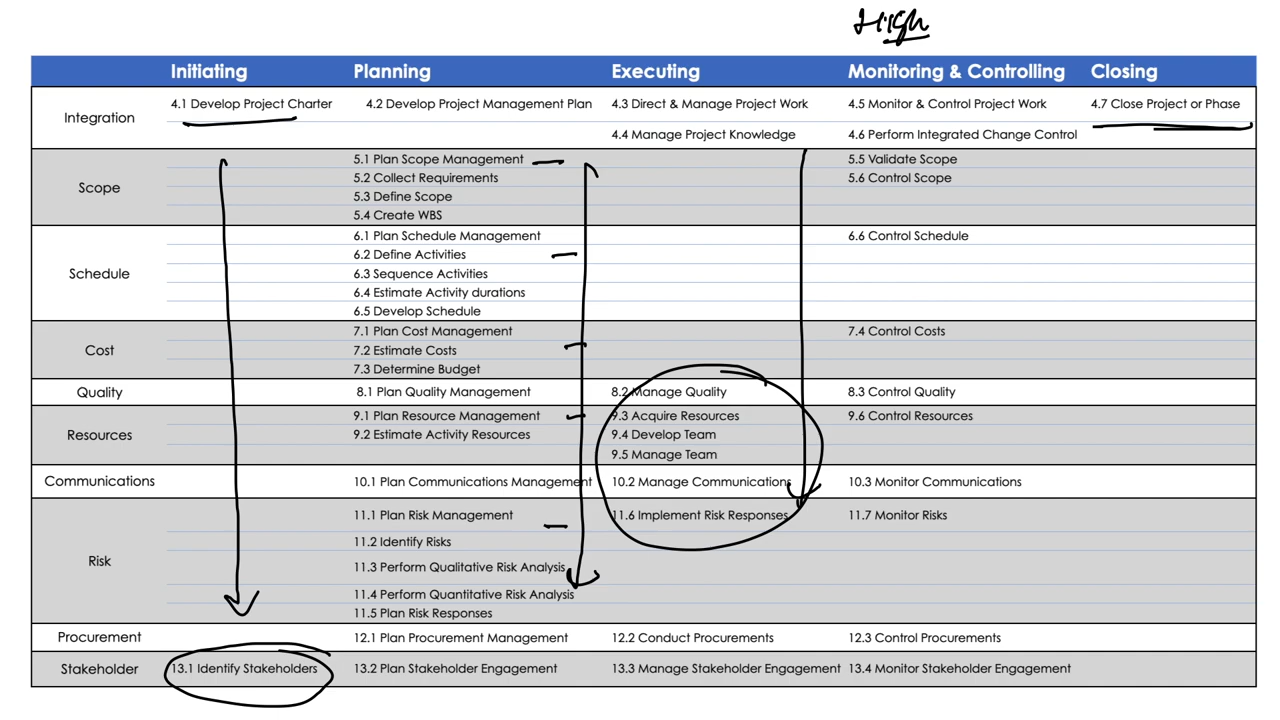 High
Initiating Planning Executing Monitoring & Controlling Closing
Integration
4.1 Develop Project Charter 4.2 Develop Project Management Plan 4.3 Direct & Manage Project Work 4.5 Monitor & Control Project Work 4.7 Close Project or Phase
4.4 Manage Project Knowledge 4.6 Perform Integrated Change Control
Scope
5.1 Plan Scope Management 5.5 Validate Scope
5.2 Collect Requirements 5.6 Control Scope
5.3 Define Scope
5.4 Create WBS
Schedule
6.1 Plan Schedule Management 6.6 Control Schedule
6.2 Define Activities
6.3 Sequence Activities
6.4 Estimate Activity durations
6.5 Develop Schedule
Cost
7.1 Plan Cost Management 7.4 Control Costs
7.2 Estimate Costs
7.3 Determine Budget
Quality 8.1 Plan Quality Management 8.2 Manage Quality 8.3 Control Quality
Resources
9.1 Plan Resource Management 9.3 Acquire Resources 9.6 Control Resources
9.2 Estimate Activity Resources 9.4 Develop Team
9.5 Manage Team
Communications 10.1 Plan Communications Management 10.2 Manage Communications 10.3 Monitor Communications
Risk
11.1 Plan Risk Management 11.6 Implement Risk Responses 11.7 Monitor Risks
11.2 Identify Risks
11.3 Perform Qualitative Risk Analysis
11.4 Perform Quantitative Risk Analysis
11.5 Plan Risk Responses
Procurement 12.1 Plan Procurement Management 12.2 Conduct Procurements 12.3 Control Procurements
Stakeholder 13.1 Identify Stakeholders 13.2 Plan Stakeholder Engagement 13.3 Manage Stakeholder Engagement 13.4 Monitor Stakeholder Engagement